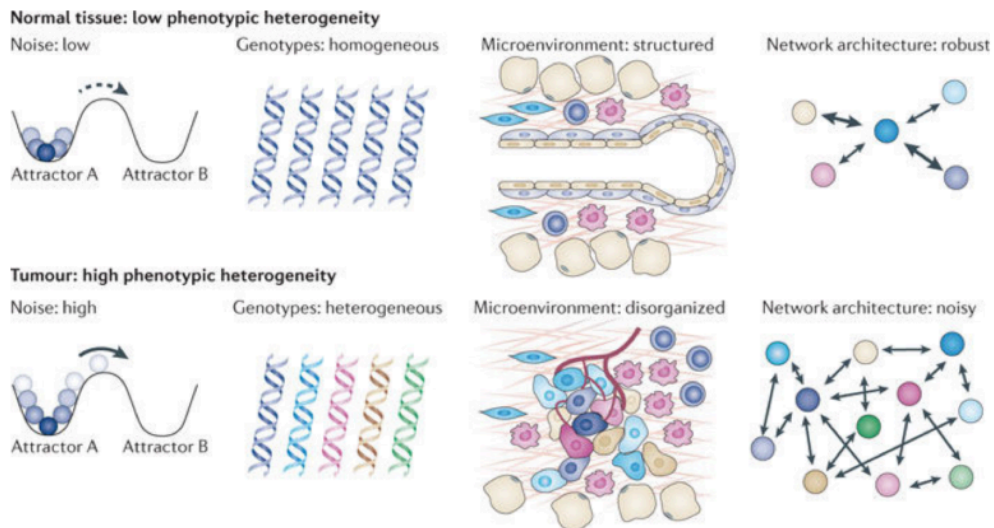 Normal tissue: low phenotypic heterogeneity
Noise: low
Genotypes: homogeneous
Microenvironment: structured
Network architecture: robust
Attractor A
Attractor B
Tumour: high phenotypic heterogeneity
Noise: high
Genotypes: heterogeneous
Microenvironment: disorganized
Network architecture: noisy
Attractor A
Attractor B